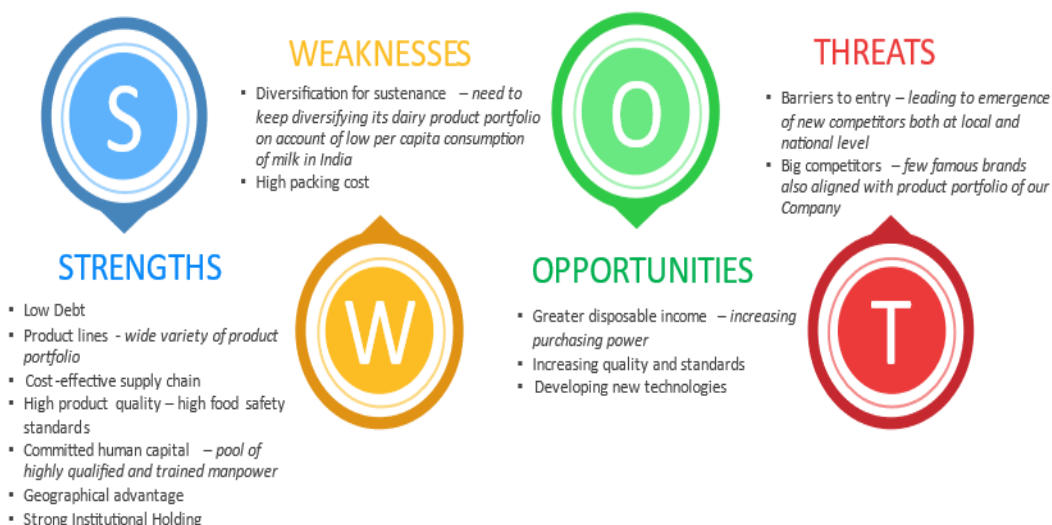 S
STRENGTHS
▪ Low Debt
▪ Product lines - wide variety of product
portfolio
▪ Cost-effective supply chain
▪ High product quality – high food safety
standards
▪ Committed human capital – pool of
highly qualified and trained manpower
▪ Geographical advantage
▪ Strong Institutional Holding
WEAKNESSES
▪ Diversification for sustenance – need to
keep diversifying its dairy product portfolio
on account of low per capita consumption
of milk in India
▪ High packing cost
W
O
OPPORTUNITIES
▪ Greater disposable income – increasing
purchasing power
▪ Increasing quality and standards
▪ Developing new technologies
THREATS
▪ Barriers to entry – leading to emergence
of new competitors both at local and
national level
▪ Big competitors – few famous brands
also aligned with product portfolio of our
Company
T